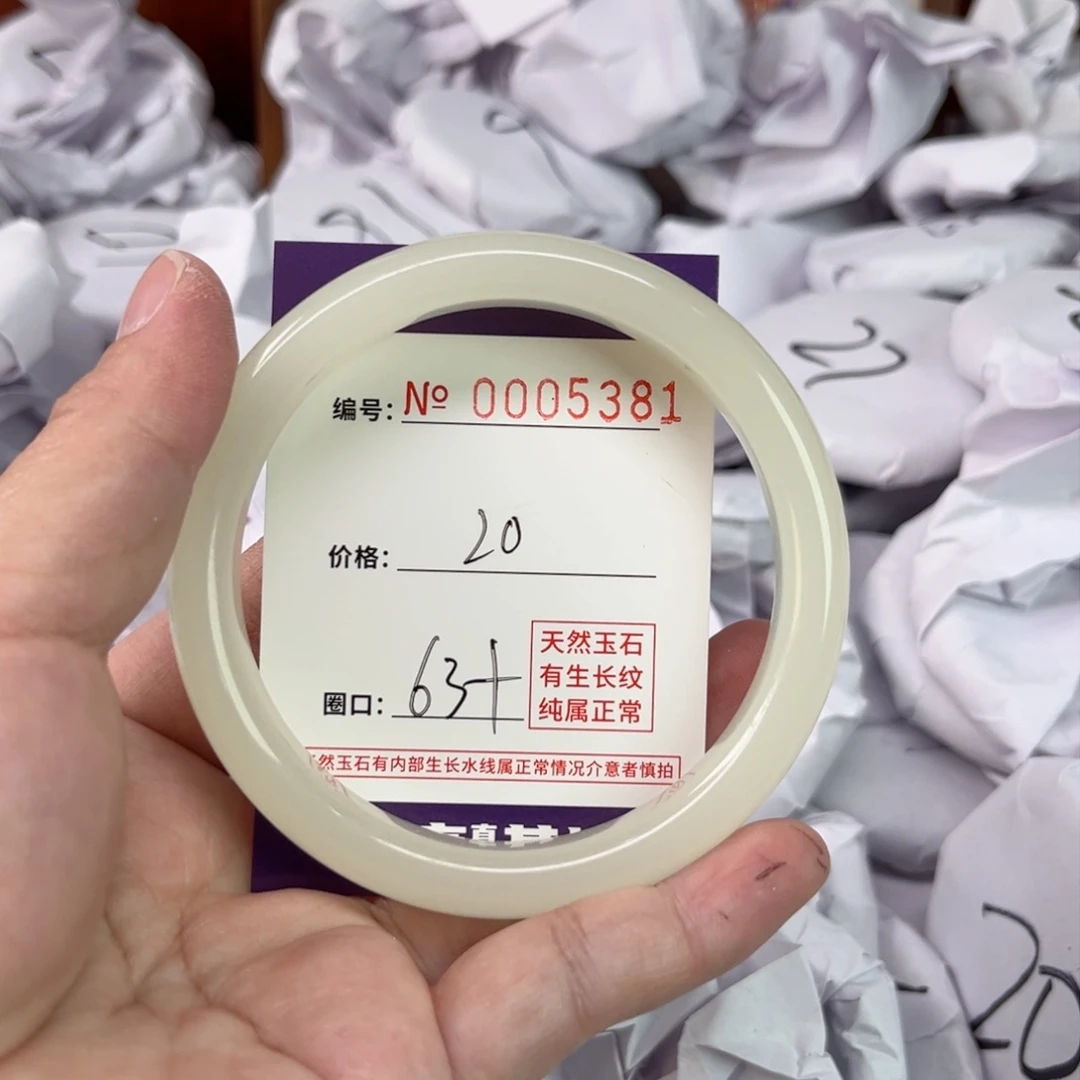 22
编号: № 0005381
价格: 20
圈口: 63+
天然玉石
有生长纹
纯属正常
然玉石有内部生长水线属正常情况介意者慎拍
20